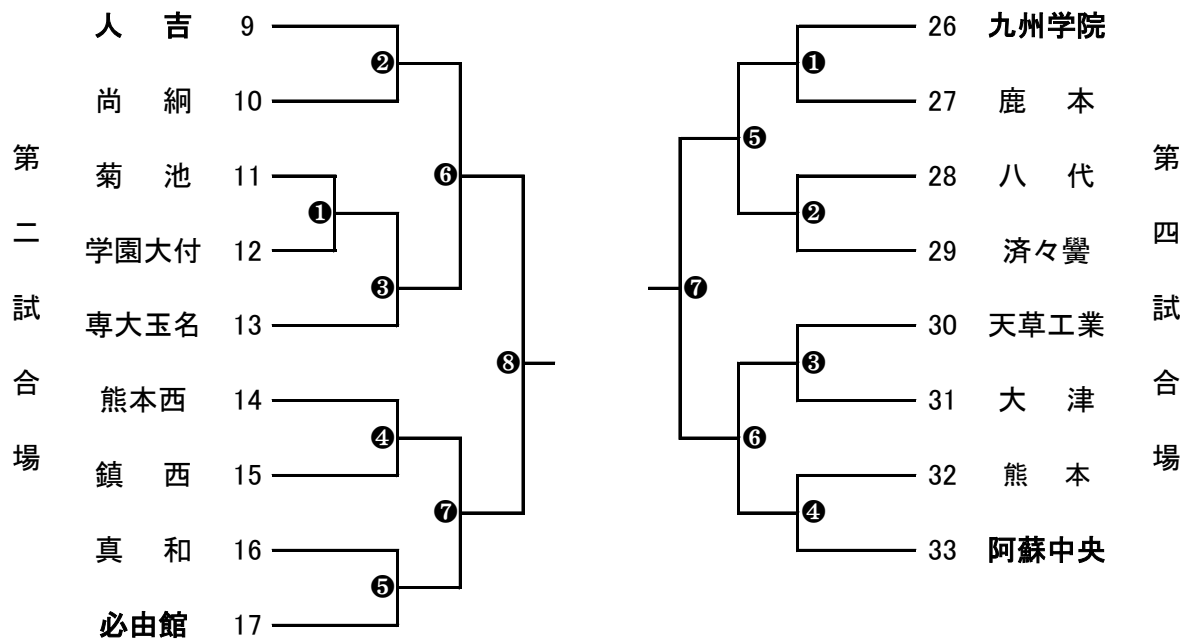 第二試合場
人吉 9
尚絅 10
菊池 11
学園大付 12
専大玉名 13
熊本西 14
鎮西 15
真和 16
必由館 17
❷
❶
❸
❻
❹
❺
❼
❽
26 九州学院
27 鹿本
28 八代
29 済々黌
30 天草工業
31 大津
32 熊本
33 阿蘇中央
❶
❷
❺
❸
❹
❻
❼
第四試合場